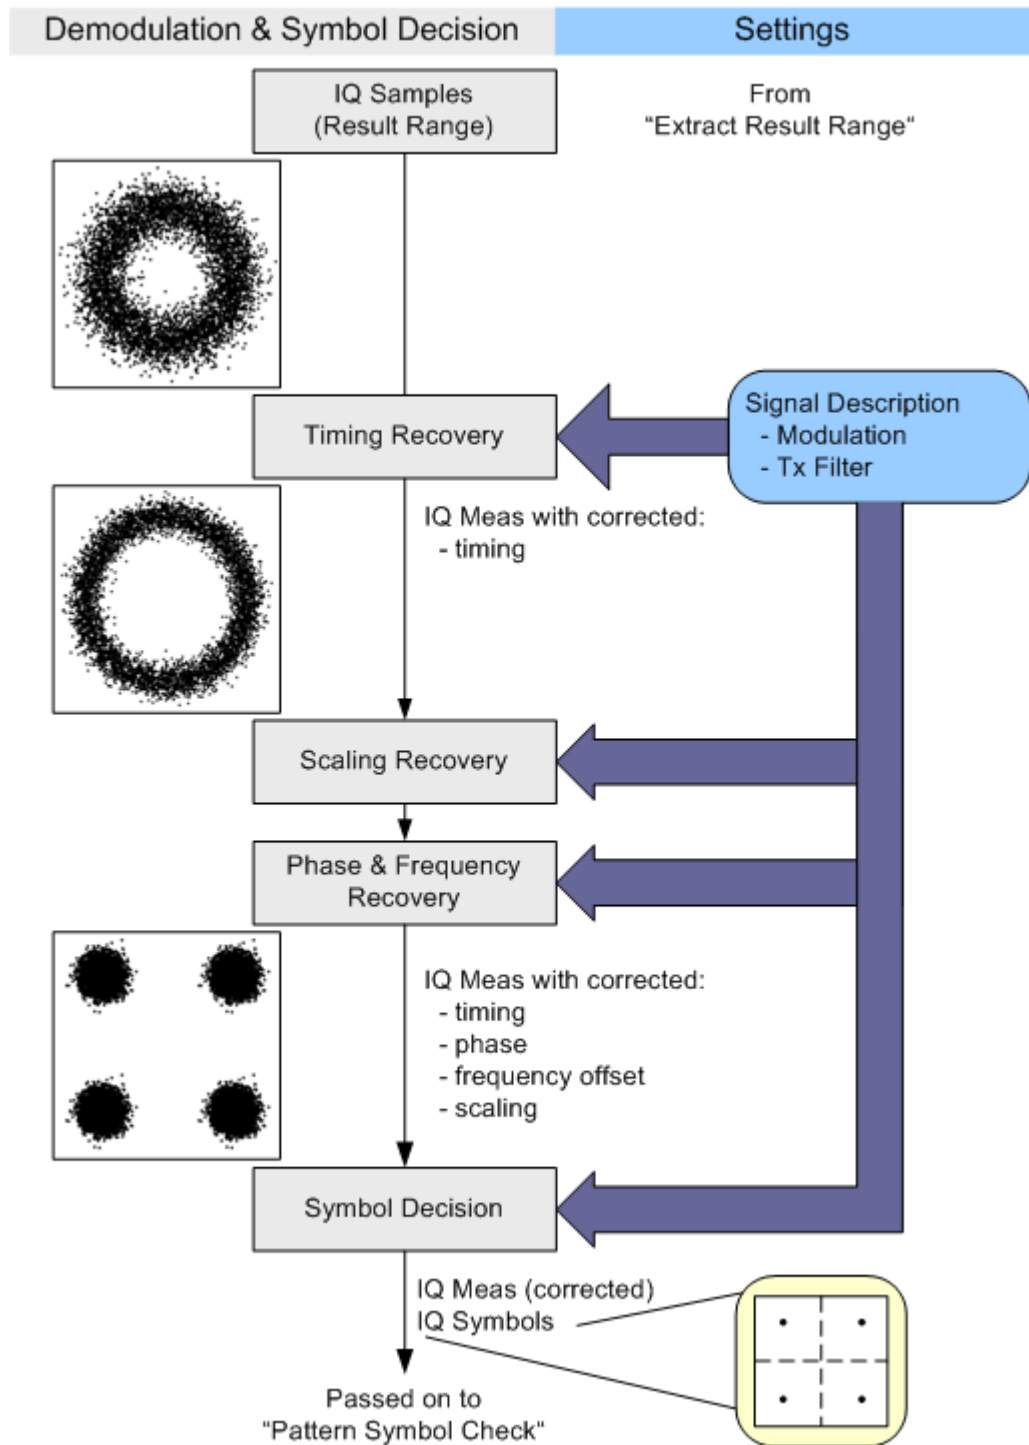 Demodulation & Symbol Decision
Settings
IQ Samples
(Result Range)
From
"Extract Result Range"
Timing Recovery
Signal Description
- Modulation
- Tx Filter
IQ Meas with corrected:
- timing
Scaling Recovery
Phase & Frequency
Recovery
IQ Meas with corrected:
- timing
- phase
- frequency offset
- scaling
Symbol Decision
IQ Meas (corrected)
IQ Symbols
Passed on to
"Pattern Symbol Check"